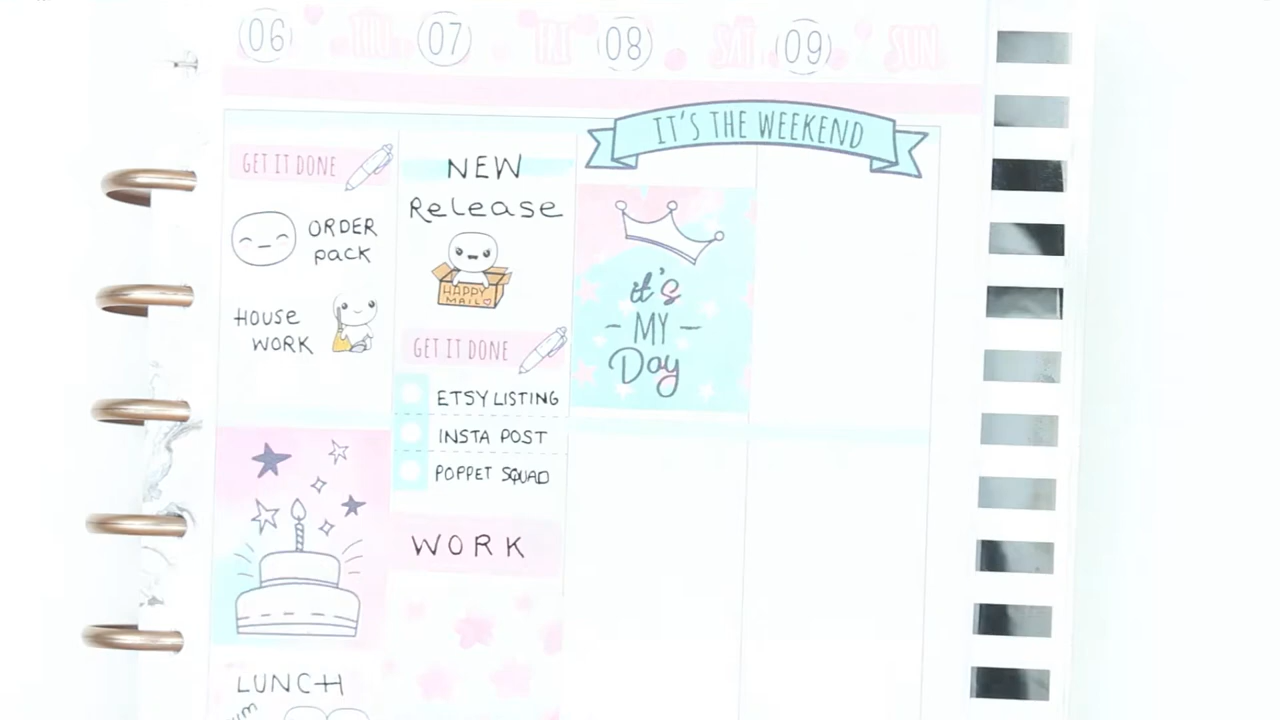 06 THU 07 FRI 08 SAT 09 SUN
IT'S THE WEEKEND
GET IT DONE
ORDER
pack
HOUSE
WORK
LUNCH
NEW
Release
HAPPY
MAIL
GET IT DONE
ETSY LISTING
INSTA POST
POPPET SQUAD
WORK
it's
- MY -
Day